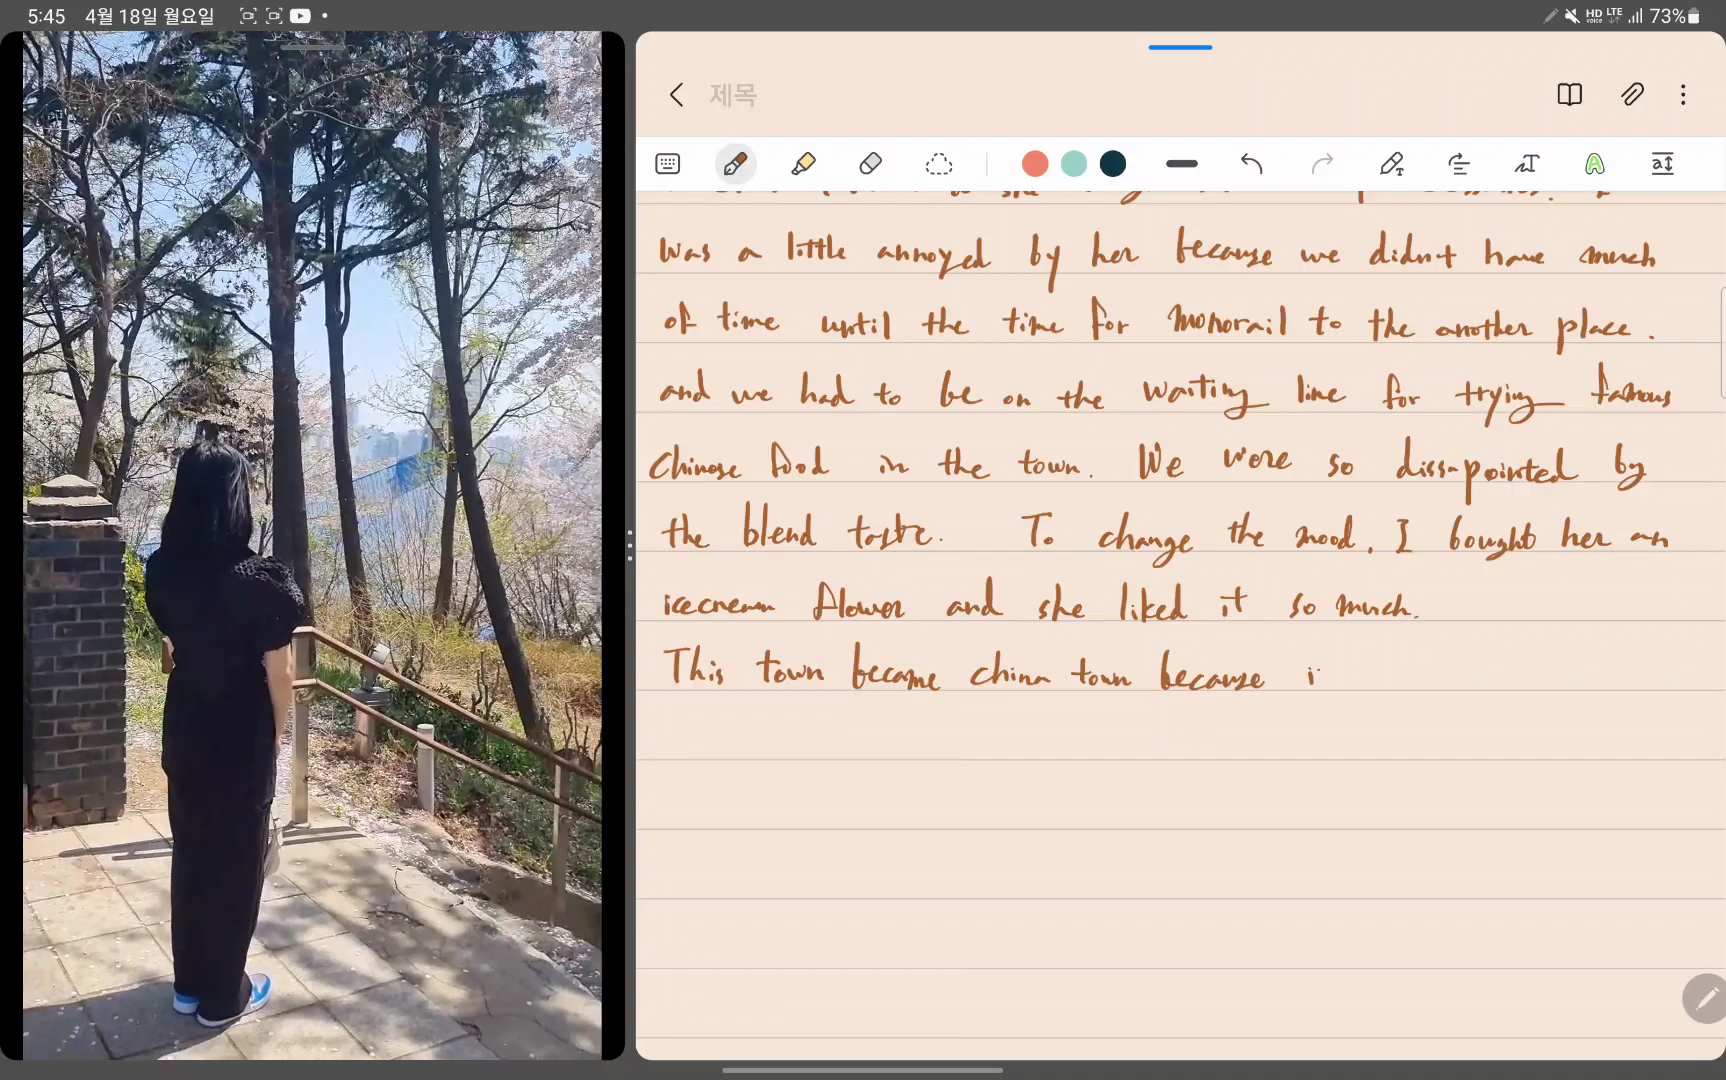 5:45 4월 18일 월요일
HD voice LTE 73%
제목
was a little annoyed by her because we didn't have much
of time until the time for monorail to the another place.
and we had to be on the waiting line for trying famous
Chinese food in the town. We were so dissapointed by
the blend taste. To change the mood, I bought her an
icecream flower and she liked it so much.
This town became china town because i